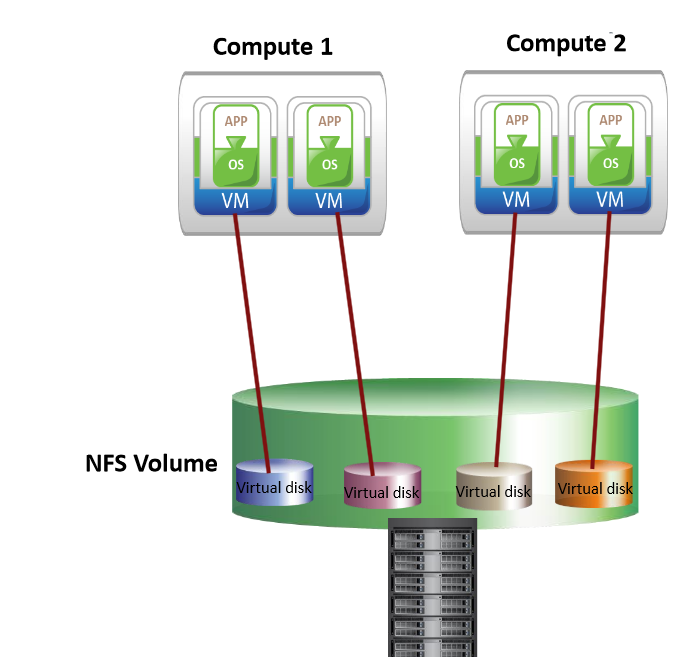 Compute 1
Compute 2
APP
OS
VM
APP
OS
VM
APP
OS
VM
APP
OS
VM
NFS Volume
Virtual disk
Virtual disk
Virtual disk
Virtual disk